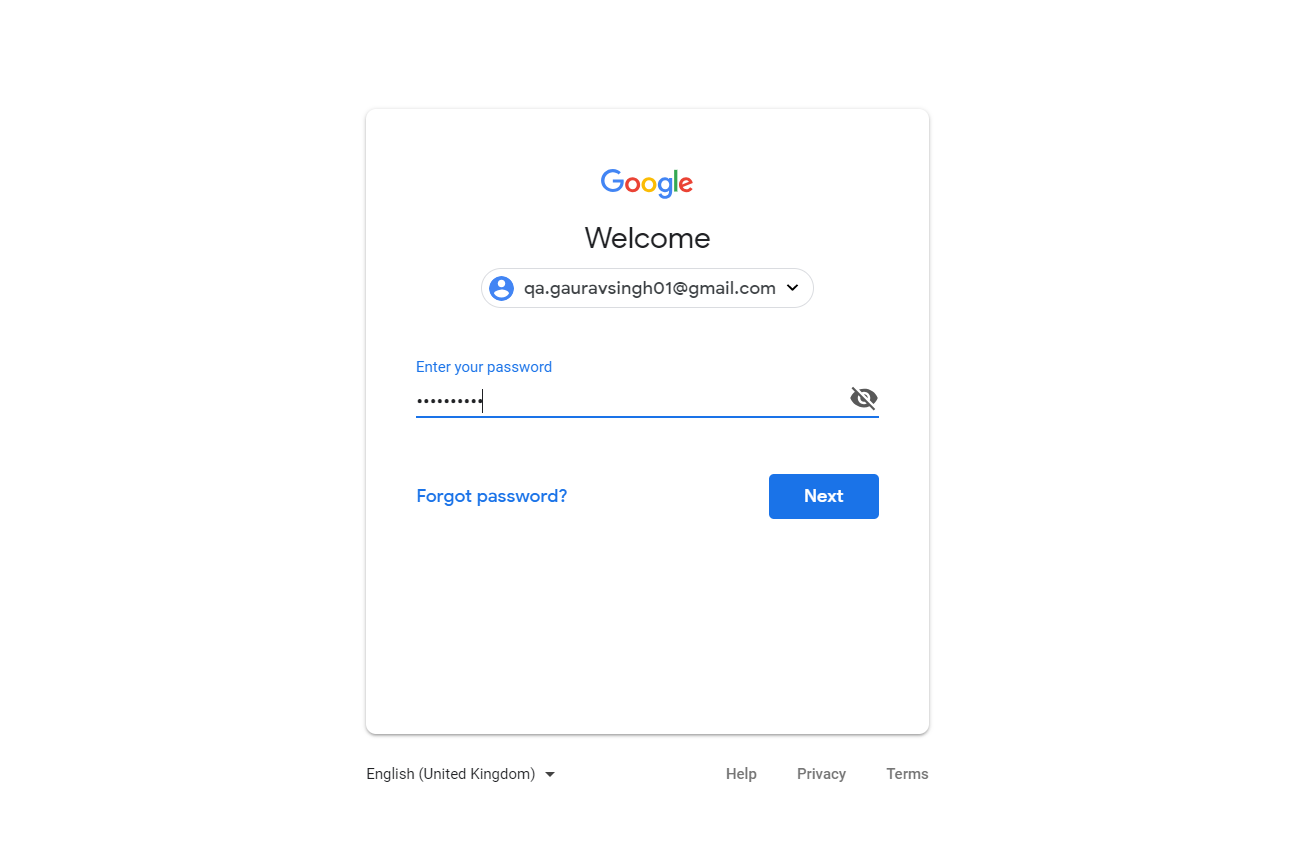 Google
Welcome
qa.gauravsingh01@gmail.com
Enter your password
••••••••••
Forgot password?
Next
English (United Kingdom)
Help
Privacy
Terms